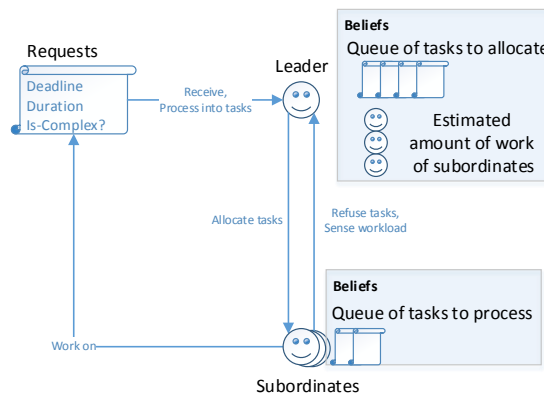 Requests
Deadline
Duration
Is-Complex?
Receive,
Process into tasks
Leader
Beliefs
Queue of tasks to allocate
Estimated
amount of work
of subordinates
Allocate tasks
Refuse tasks,
Sense workload
Beliefs
Queue of tasks to process
Work on
Subordinates